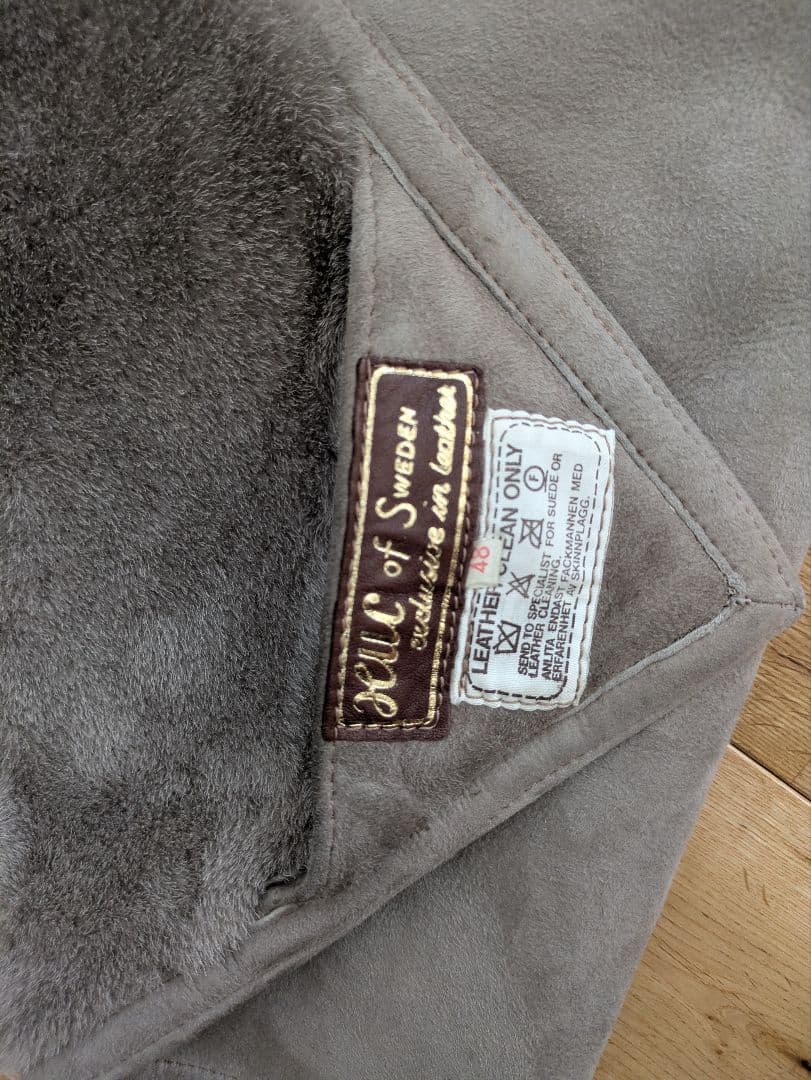 HWC of SWEDEN
exclusive in leather
48
LEATHER CLEAN ONLY
F
SEND TO SPECIALIST FOR SUEDE OR
LEATHER CLEANING.
ANLITA ENDAST FACKMANNEN MED
ERFARENHET AV SKINNPLAGG.